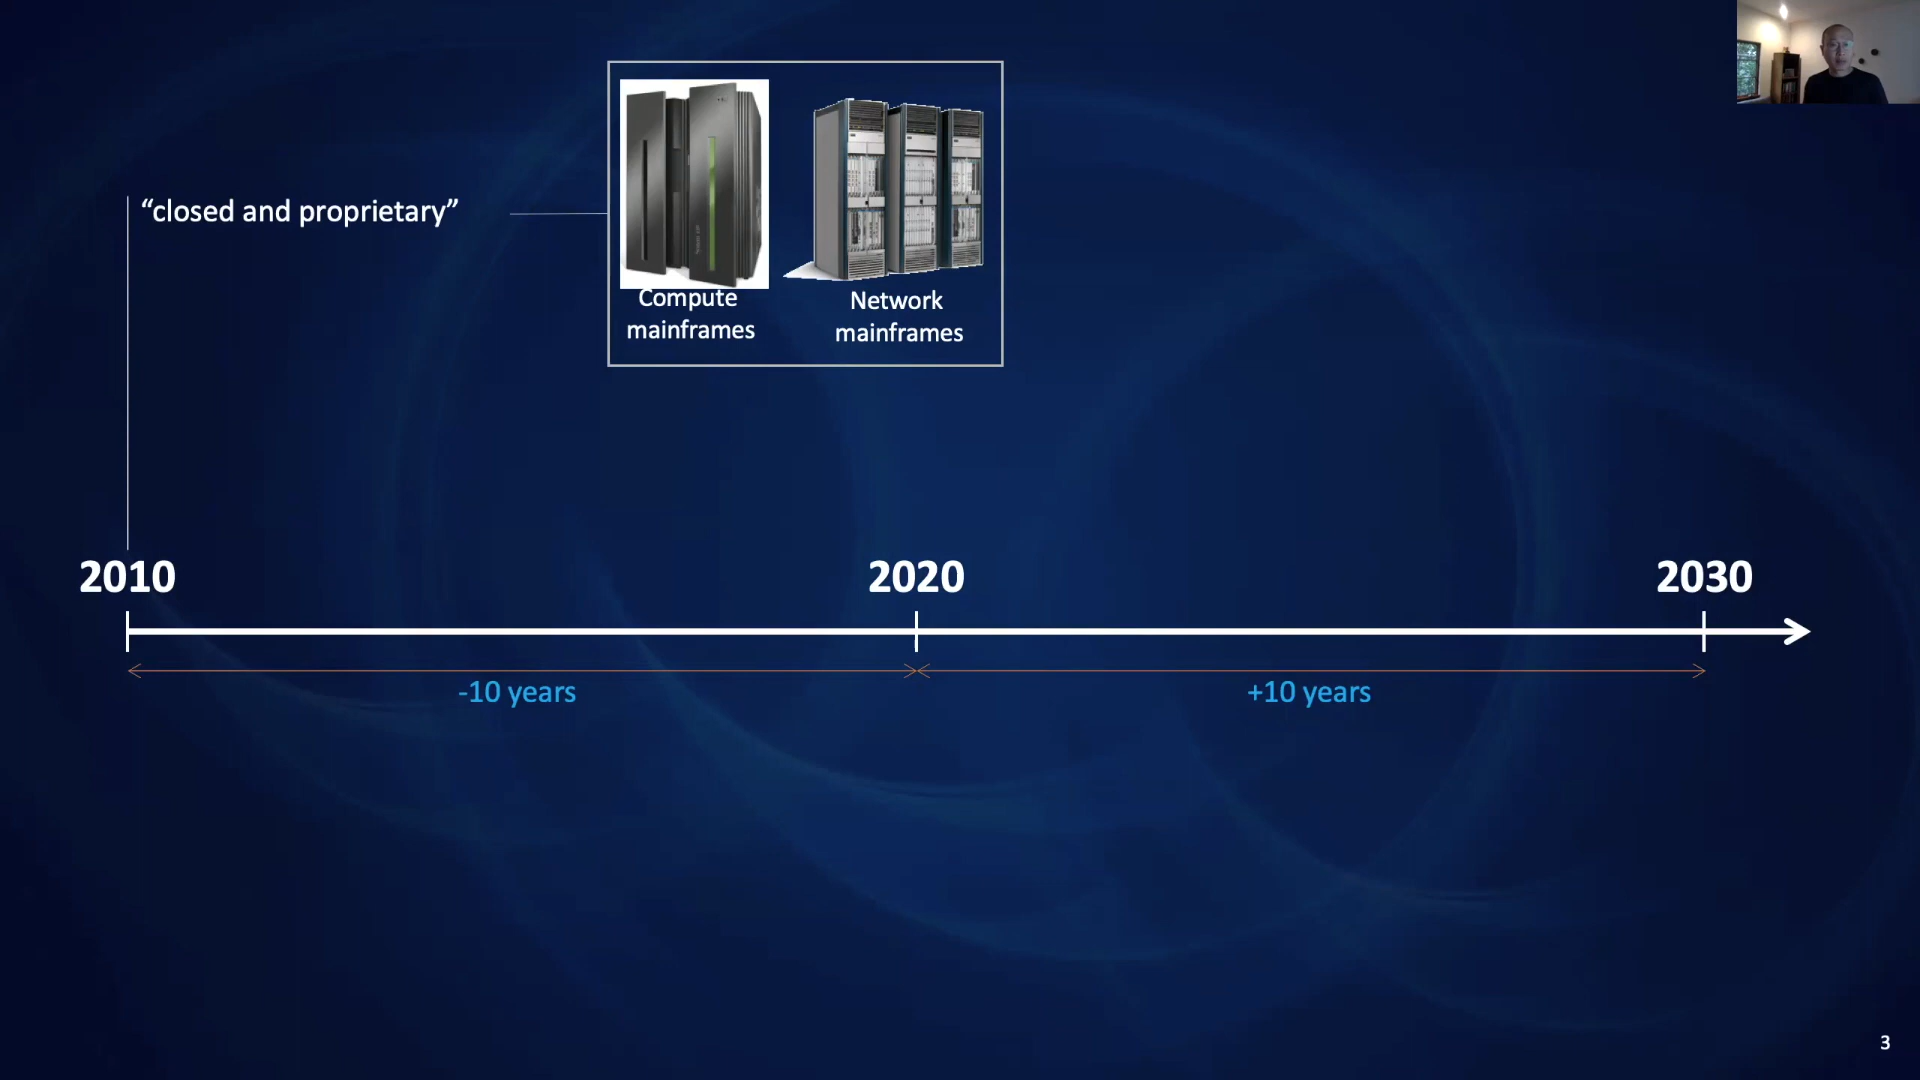 “closed and proprietary”
Compute
mainframes
Network
mainframes
2010
2020
2030
-10 years
+10 years
3